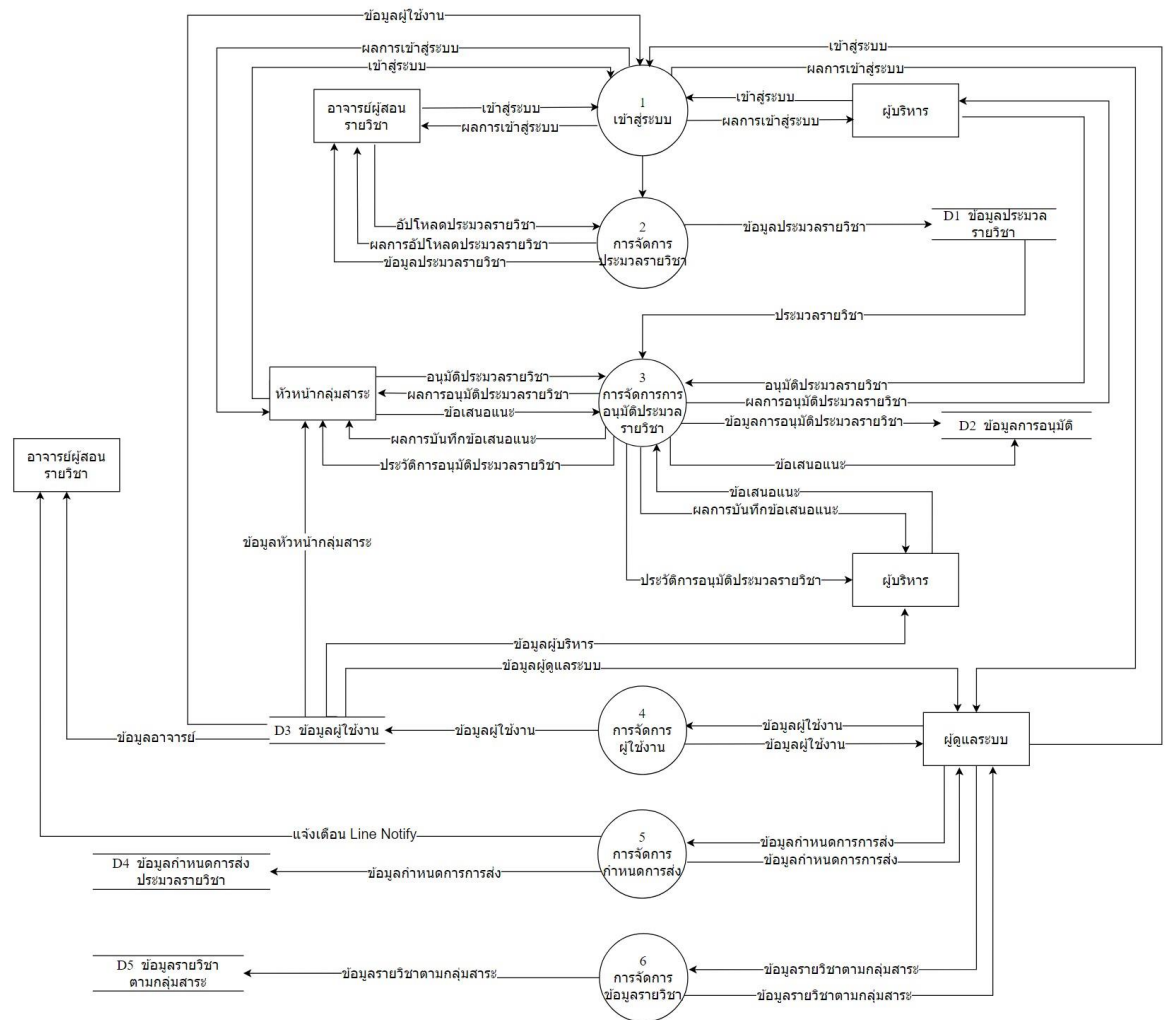 ข้อมูลผู้ใช้งาน
ผลการเข้าสู่ระบบ
เข้าสู่ระบบ
เข้าสู่ระบบ
ผลการเข้าสู่ระบบ
อาจารย์ผู้สอน
รายวิชา
เข้าสู่ระบบ
ผลการเข้าสู่ระบบ
1
เข้าสู่ระบบ
เข้าสู่ระบบ
ผลการเข้าสู่ระบบ
ผู้บริหาร
อัปโหลดประมวลรายวิชา
ผลการอัปโหลดประมวลรายวิชา
ข้อมูลประมวลรายวิชา
2
การจัดการ
ประมวลรายวิชา
ข้อมูลประมวลรายวิชา
D1 ข้อมูลประมวล
รายวิชา
ประมวลรายวิชา
หัวหน้ากลุ่มสาระ
อนุมัติประมวลรายวิชา
ผลการอนุมัติประมวลรายวิชา
ข้อเสนอแนะ
ผลการบันทึกข้อเสนอแนะ
ประวัติการอนุมัติประมวลรายวิชา
3
การจัดการการ
อนุมัติประมวล
รายวิชา
อนุมัติประมวลรายวิชา
ผลการอนุมัติประมวลรายวิชา
ข้อมูลการอนุมัติประมวลรายวิชา
D2 ข้อมูลการอนุมัติ
ข้อเสนอแนะ
อาจารย์ผู้สอน
รายวิชา
ข้อเสนอแนะ
ผลการบันทึกข้อเสนอแนะ
ข้อมูลหัวหน้ากลุ่มสาระ
ประวัติการอนุมัติประมวลรายวิชา
ผู้บริหาร
ข้อมูลผู้บริหาร
ข้อมูลผู้ดูแลระบบ
ข้อมูลอาจารย์
D3 ข้อมูลผู้ใช้งาน
ข้อมูลผู้ใช้งาน
4
การจัดการ
ผู้ใช้งาน
ข้อมูลผู้ใช้งาน
ข้อมูลผู้ใช้งาน
ผู้ดูแลระบบ
แจ้งเตือน Line Notify
5
การจัดการ
กำหนดการส่ง
ข้อมูลกำหนดการการส่ง
ข้อมูลกำหนดการการส่ง
D4 ข้อมูลกำหนดการส่ง
ประมวลรายวิชา
ข้อมูลกำหนดการการส่ง
D5 ข้อมูลรายวิชา
ตามกลุ่มสาระ
ข้อมูลรายวิชาตามกลุ่มสาระ
6
การจัดการ
ข้อมูลรายวิชา
ข้อมูลรายวิชาตามกลุ่มสาระ
ข้อมูลรายวิชาตามกลุ่มสาระ